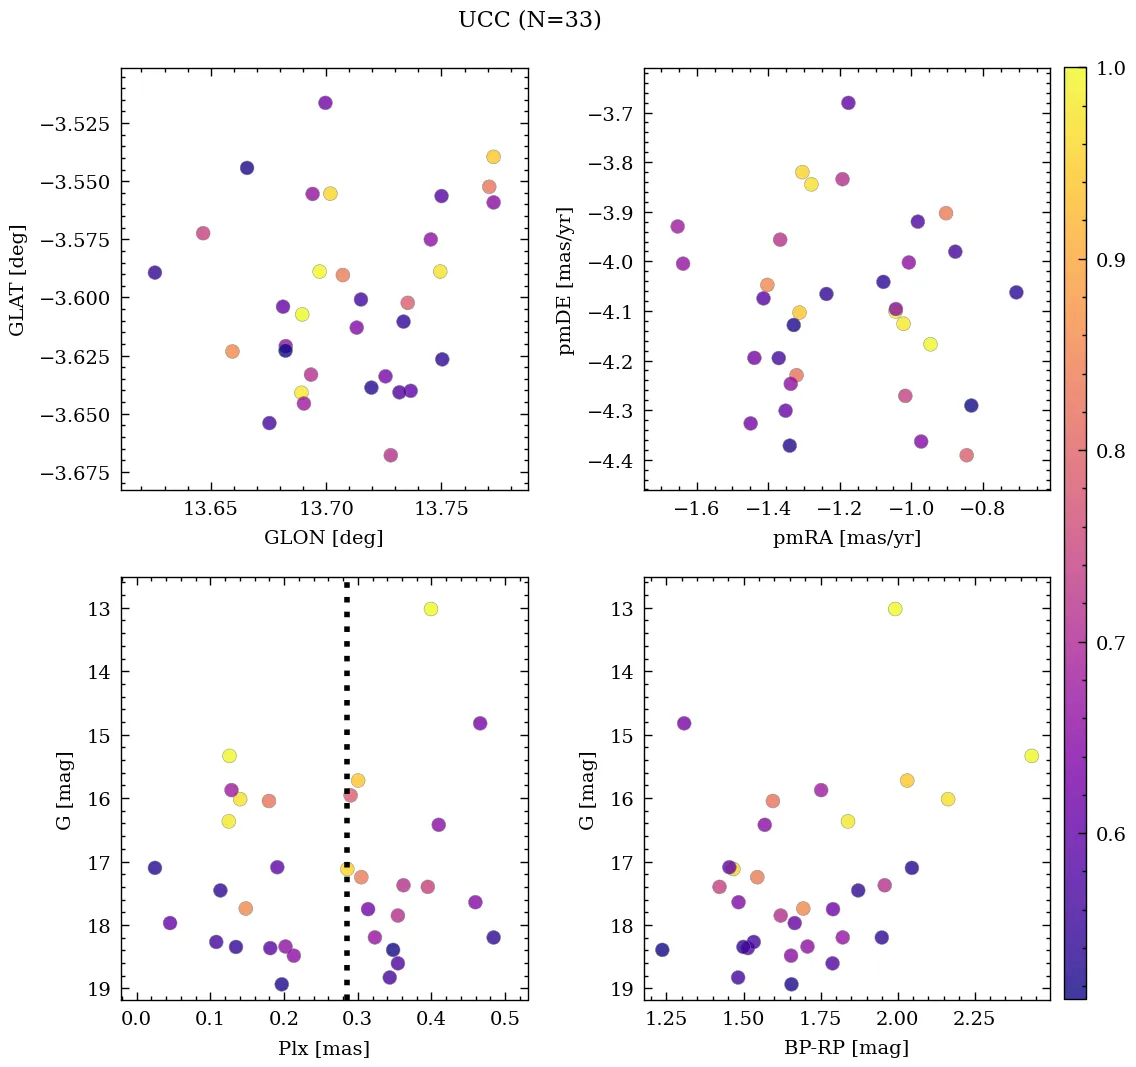 UCC (N=33)
−3.525
−3.550
−3.575
−3.600
−3.625
−3.650
−3.675
GLAT [deg]
13.65 13.70 13.75
GLON [deg]
−3.7
−3.8
−3.9
−4.0
−4.1
−4.2
−4.3
−4.4
pmDE [mas/yr]
−1.6 −1.4 −1.2 −1.0 −0.8
pmRA [mas/yr]
13
14
15
16
17
18
19
G [mag]
0.0 0.1 0.2 0.3 0.4 0.5
Plx [mas]
13
14
15
16
17
18
19
G [mag]
1.25 1.50 1.75 2.00 2.25
BP-RP [mag]
1.0
0.9
0.8
0.7
0.6